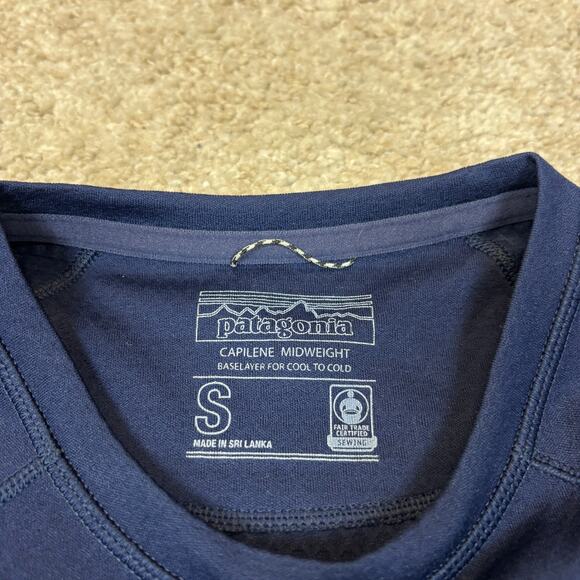 patagonia
CAPILENE MIDWEIGHT
BASELAYER FOR COOL TO COLD
S
MADE IN SRI LANKA
FAIR TRADE
CERTIFIED
SEWING